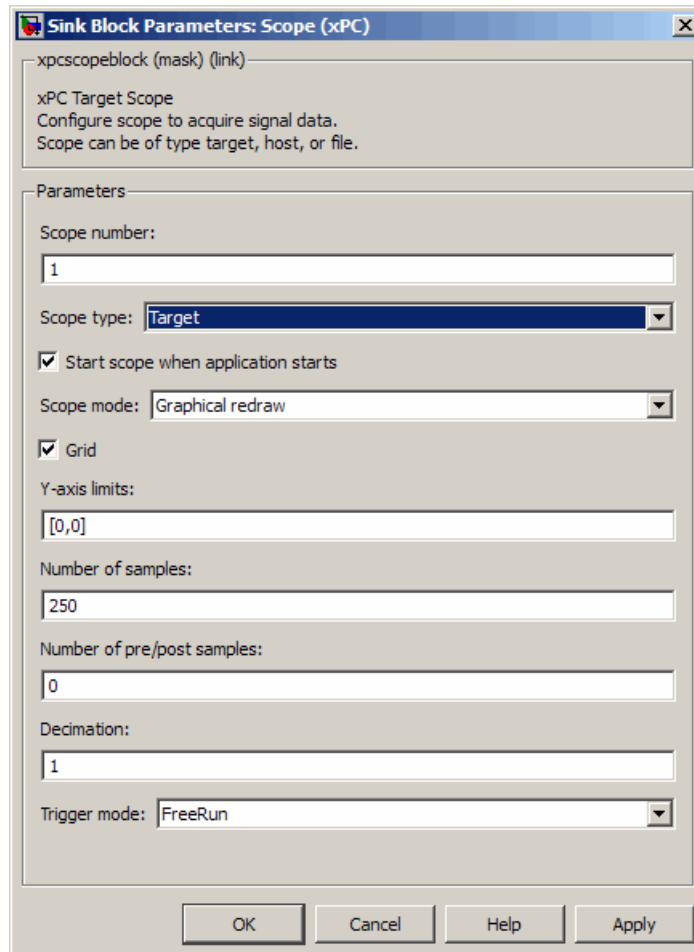 Sink Block Parameters: Scope (xPC)
xpcscopeblock (mask) (link)
xPC Target Scope
Configure scope to acquire signal data.
Scope can be of type target, host, or file.
Parameters
Scope number:
1
Scope type: Target
Start scope when application starts
Scope mode: Graphical redraw
Grid
Y-axis limits:
[0,0]
Number of samples:
250
Number of pre/post samples:
0
Decimation:
1
Trigger mode: FreeRun
OK Cancel Help Apply